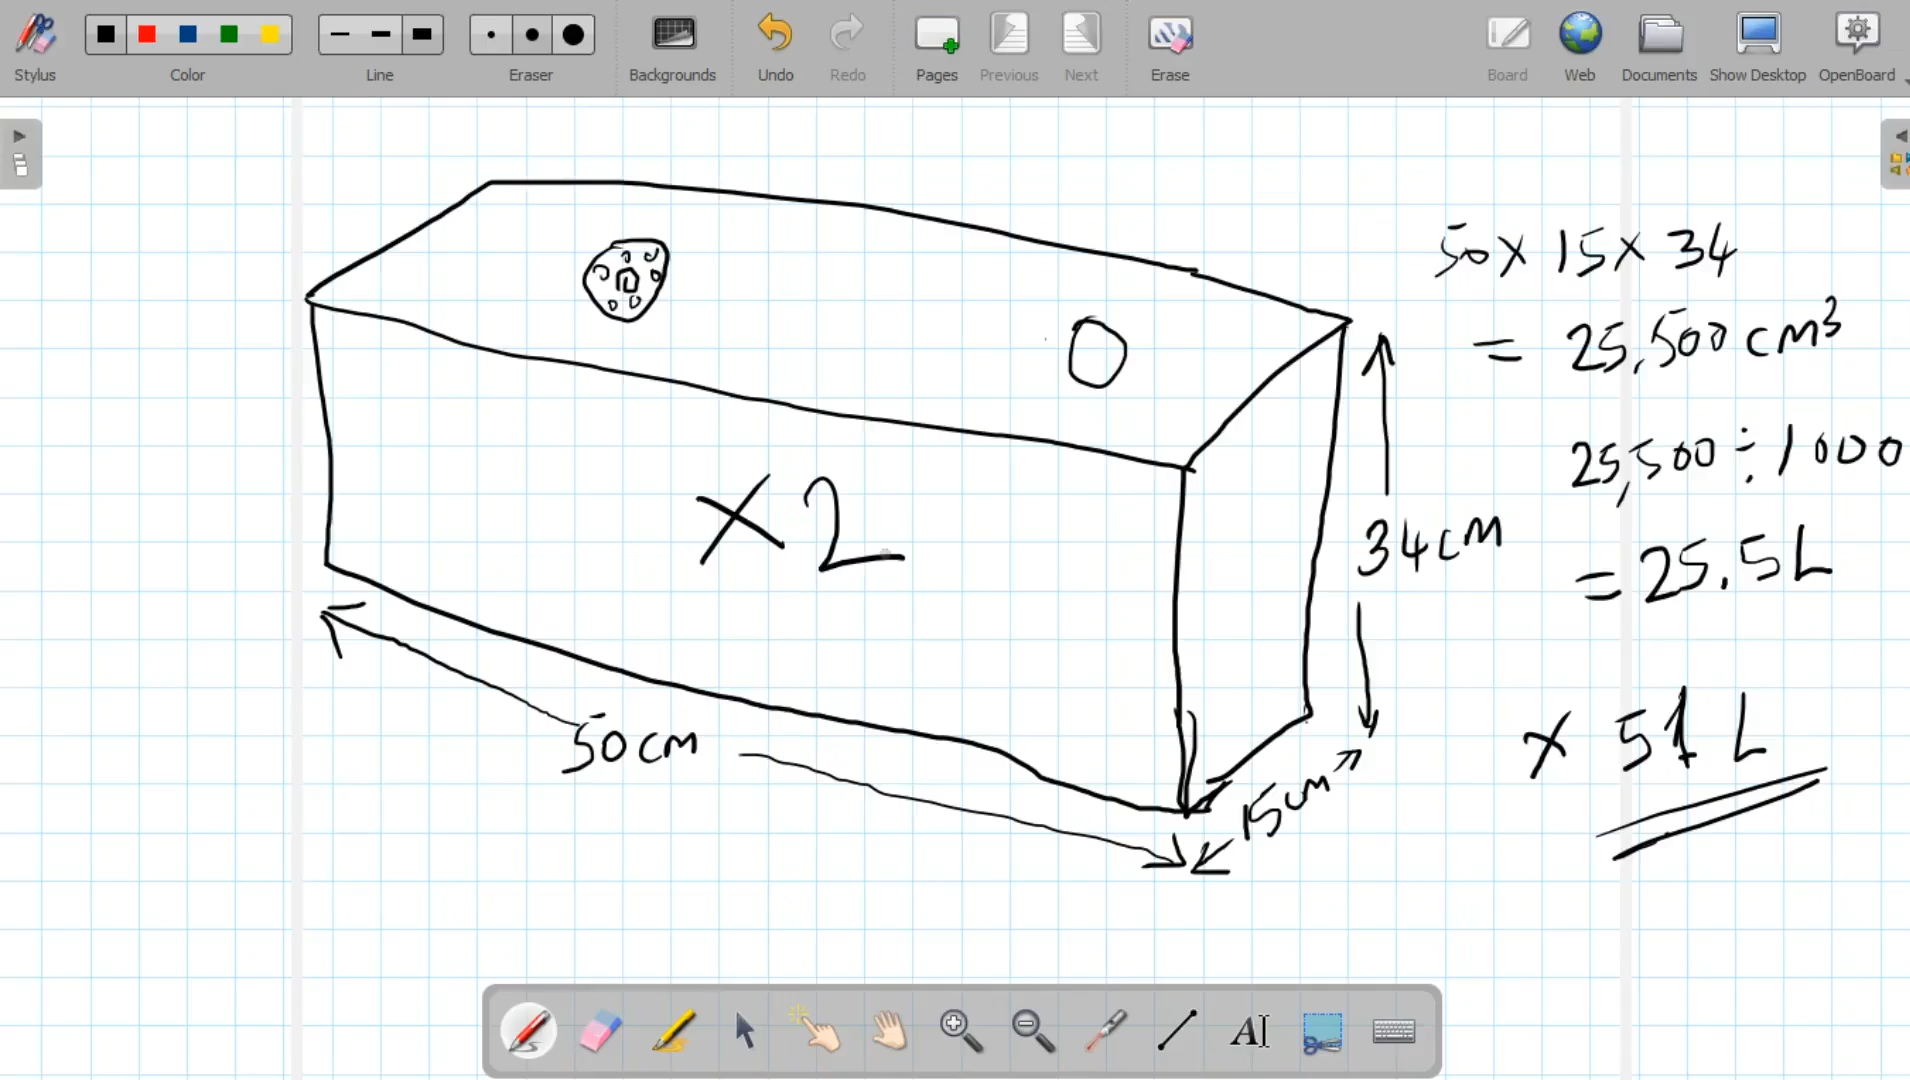 Stylus
Color
Line
Eraser
Backgrounds
Undo
Redo
Pages
Previous
Next
Erase
Board
Web
Documents
Show Desktop
OpenBoard
50 x 15 x 34
= 25,500 cm³
25,500 ÷ 1000
= 25.5 L
x 51 L
x 2
34 cm
50 cm
15 cm
AI